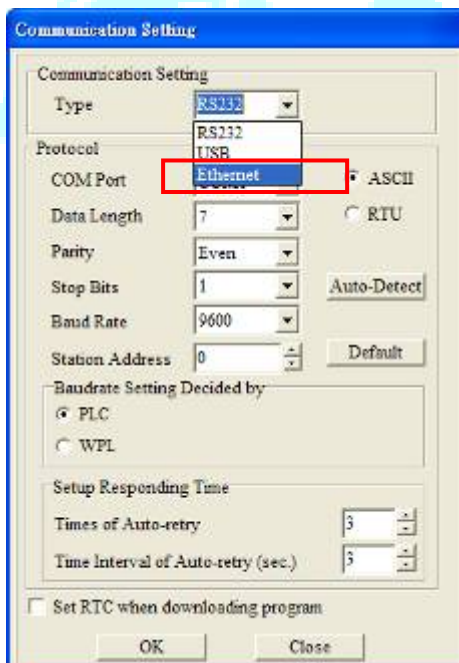 Communication Setting
Communication Setting
Type RS232
RS232
USB
Ethernet
Protocol
COM Port ASCII
Data Length 7 RTU
Parity Even
Stop Bits 1 Auto-Detect
Baud Rate 9600
Station Address 0 Default
Baudrate Setting Decided by
PLC
WPL
Setup Responding Time
Times of Auto-retry 3
Time Interval of Auto-retry (sec.) 3
Set RTC when downloading program
OK Close